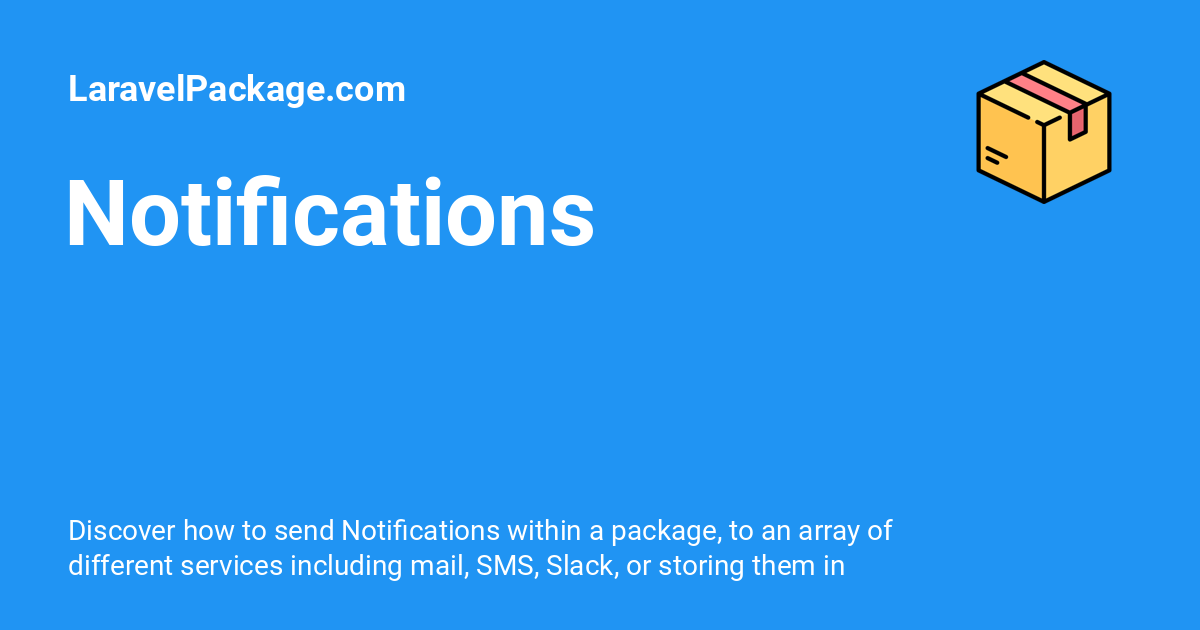 LaravelPackage.com
Notifications
Discover how to send Notifications within a package, to an array of
different services including mail, SMS, Slack, or storing them in